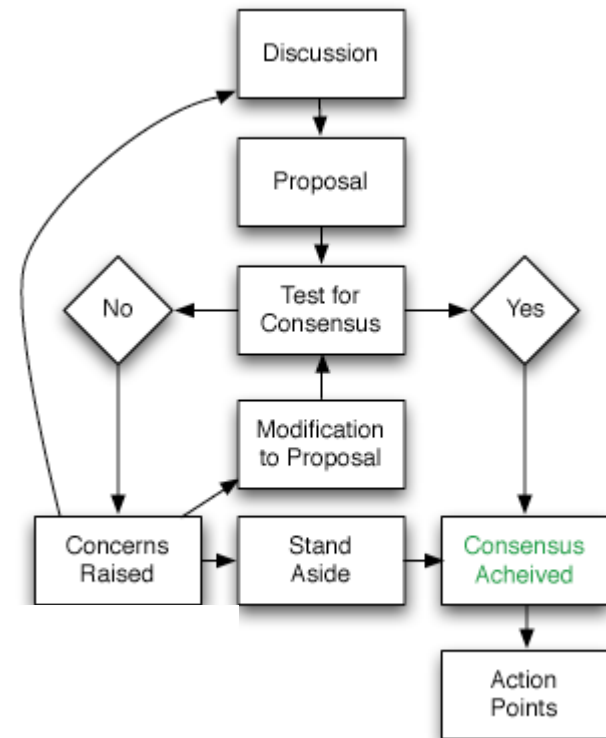 Discussion
Proposal
No
Test for
Consensus
Yes
Modification
to Proposal
Concerns
Raised
Stand
Aside
Consensus
Acheived
Action
Points